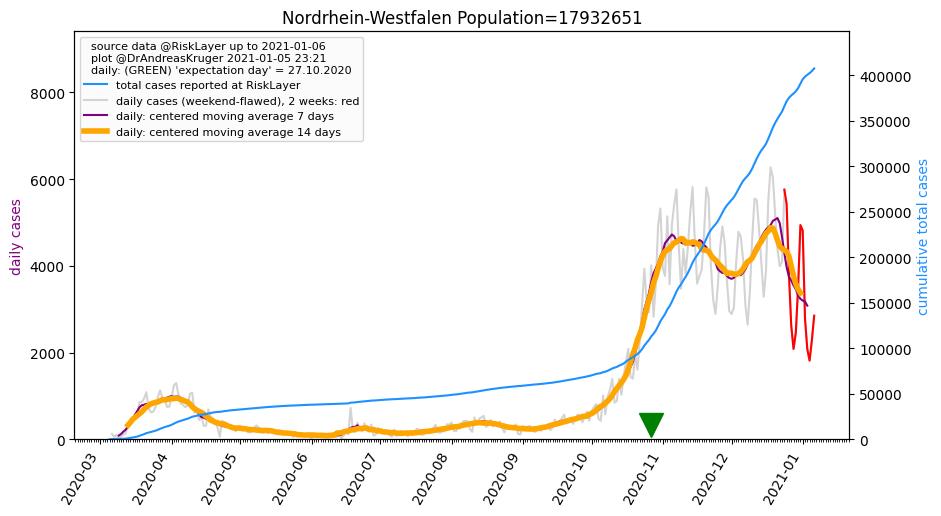 Nordrhein-Westfalen Population=17932651
source data @RiskLayer up to 2021-01-06
plot @DrAndreasKruger 2021-01-05 23:21
daily: (GREEN) 'expectation day' = 27.10.2020
total cases reported at RiskLayer
daily cases (weekend-flawed), 2 weeks: red
daily: centered moving average 7 days
daily: centered moving average 14 days
daily cases
8000
6000
4000
2000
0
400000
350000
300000
250000
200000
150000
100000
50000
0
cumulative total cases
2020-03
2020-04
2020-05
2020-06
2020-07
2020-08
2020-09
2020-10
2020-11
2020-12
2021-01